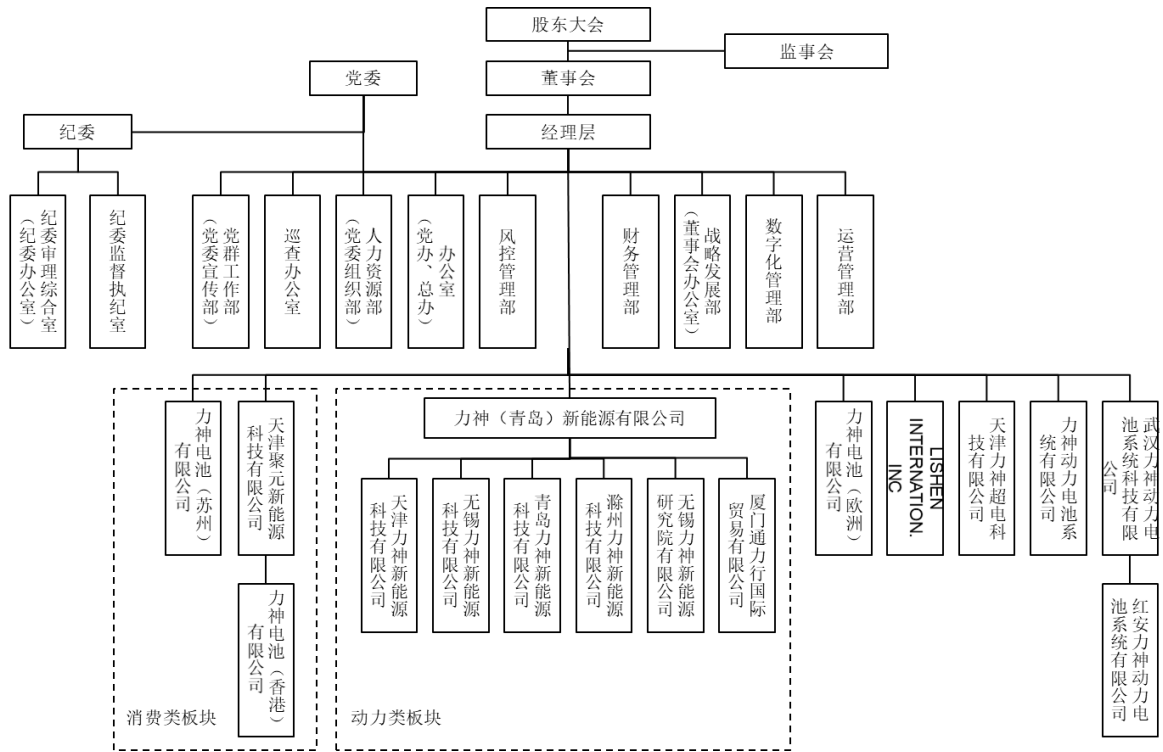 股东大会
监事会
党委
董事会
纪委
经理层
纪委审理综合室
（纪委办公室）
纪委监督执纪室
党群工作部
（党委宣传部）
巡查办公室
人力资源部
（党委组织部）
办公室
（党办、总办）
风控管理部
财务管理部
战略发展部
（董事会办公室）
数字化管理部
运营管理部
力神电池（苏州）
有限公司
天津聚元新能源
科技有限公司
力神（青岛）新能源有限公司
力神电池（欧洲）
有限公司
LISHEN
INTERNATION.
INC
天津力神超电科
技有限公司
力神动力电池系
统有限公司
武汉力神动力电
池系统科技有限
公司
天津力神新能源
科技有限公司
无锡力神新能源
科技有限公司
青岛力神新能源
科技有限公司
滁州力神新能源
科技有限公司
无锡力神新能源
研究院有限公司
厦门通力行国际
贸易有限公司
力神电池（香港）
有限公司
红安力神动力电
池系统有限公司
消费类板块
动力类板块